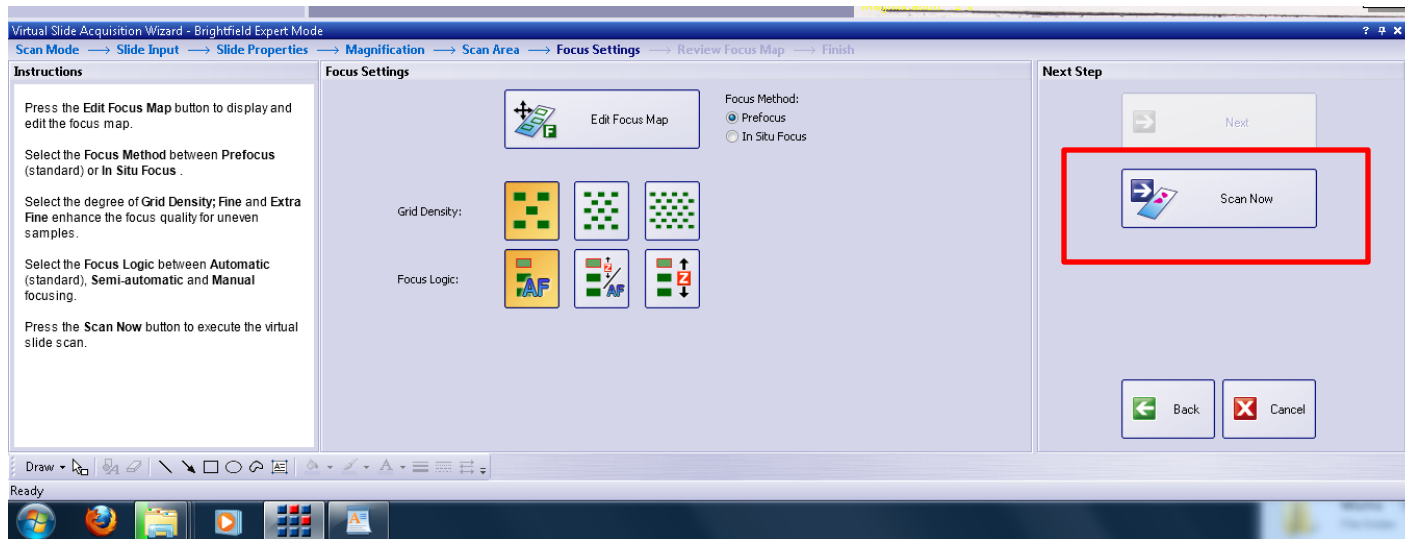 Virtual Slide Acquisition Wizard - Brightfield Expert Mode
Scan Mode → Slide Input → Slide Properties → Magnification → Scan Area → Focus Settings → Review Focus Map → Finish
Instructions
Press the Edit Focus Map button to display and
edit the focus map.
Select the Focus Method between Prefocus
(standard) or In Situ Focus .
Select the degree of Grid Density; Fine and Extra
Fine enhance the focus quality for uneven
samples.
Select the Focus Logic between Automatic
(standard), Semi-automatic and Manual
focusing.
Press the Scan Now button to execute the virtual
slide scan.
Focus Settings
F
Edit Focus Map
Focus Method:
Prefocus
In Situ Focus
Grid Density:
Focus Logic:
AF
Z/AF
Z
Next Step
Next
Scan Now
Back
Cancel
Draw
Ready